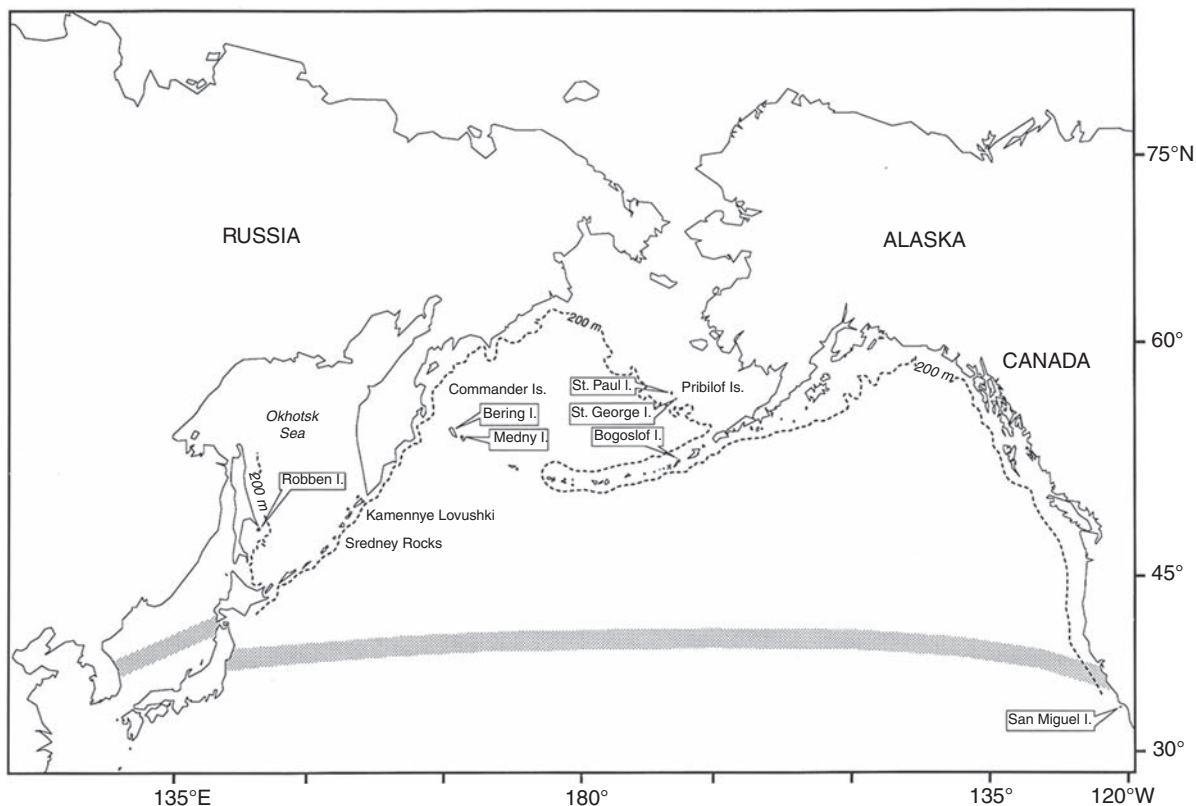 75°N
RUSSIA
ALASKA
200 m
60°
CANADA
200 m
Commander Is.
St. Paul I.
Pribilof Is.
Okhotsk
Sea
Bering I.
St. George I.
Medny I.
Bogoslof I.
200 m
Robben I.
Kamennye Lovushki
Sredney Rocks
45°
San Miguel I.
30°
135°E
180°
135°
120°W